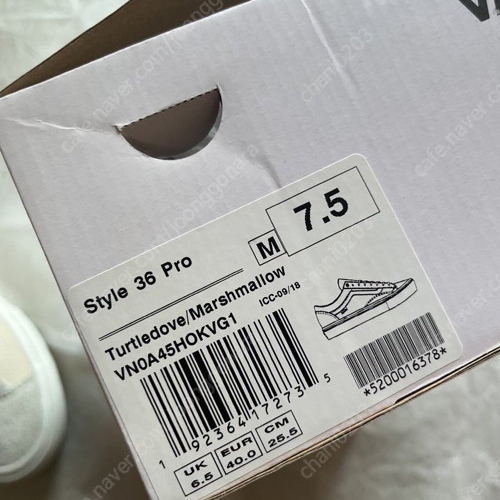 7.5
M
Style 36 Pro
Turtledove/Marshmallow
VN0A45HOKVG1
ICC-09/18
1 92364 17273 5
*5200016378*
UK
6.5
EUR
40.0
CM
25.5